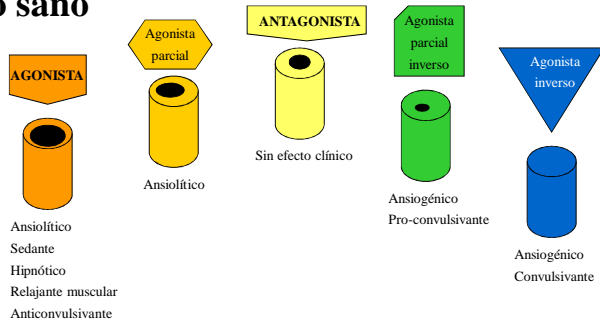 o sano
AGONISTA
Ansiolítico
Sedante
Hipnótico
Relajante muscular
Anticonvulsivante
Agonista
parcial
Ansiolítico
ANTAGONISTA
Sin efecto clínico
Agonista
parcial
inverso
Ansiogénico
Pro-convulsivante
Agonista
inverso
Ansiogénico
Convulsivante